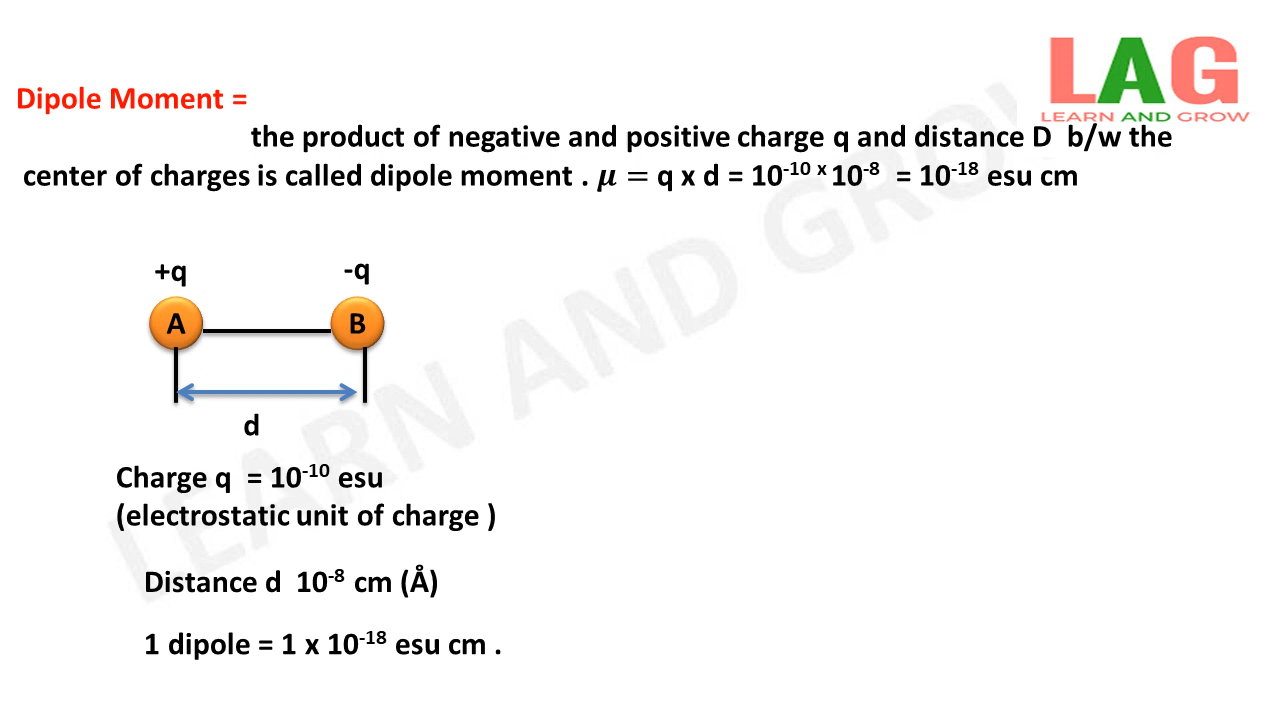 LAG
LEARN AND GROW
Dipole Moment =
the product of negative and positive charge q and distance D b/w the
center of charges is called dipole moment . 𝝁 = q x d = 10⁻¹⁰ ˣ 10⁻⁸ = 10⁻¹⁸ esu cm
+q -q
A B
d
Charge q = 10⁻¹⁰ esu
(electrostatic unit of charge )
Distance d 10⁻⁸ cm (Å)
1 dipole = 1 x 10⁻¹⁸ esu cm .
LEARN AND GROW